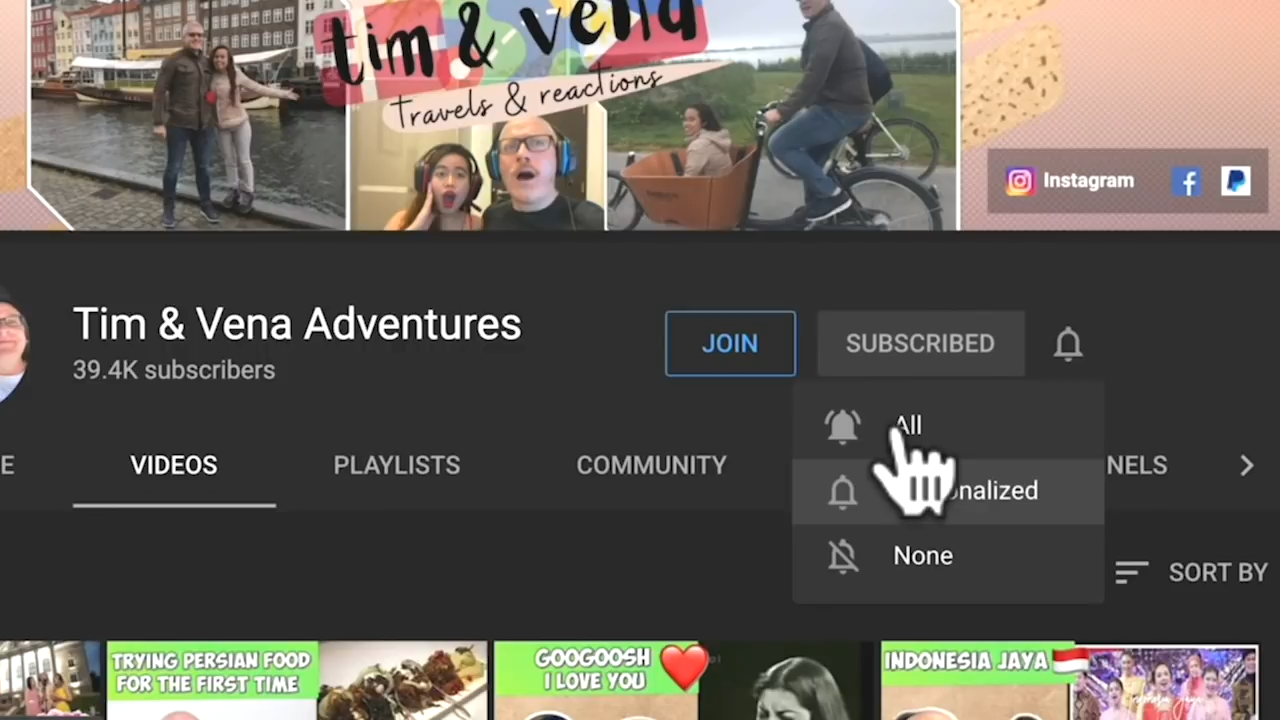 tim & vena
Travels & reactions
Instagram
Tim & Vena Adventures
39.4K subscribers
JOIN
SUBSCRIBED
All
E
VIDEOS
PLAYLISTS
COMMUNITY
NELS
onalized
None
SORT BY
TRYING PERSIAN FOOD
FOR THE FIRST TIME
GOOGOOSH
I LOVE YOU
INDONESIA JAYA